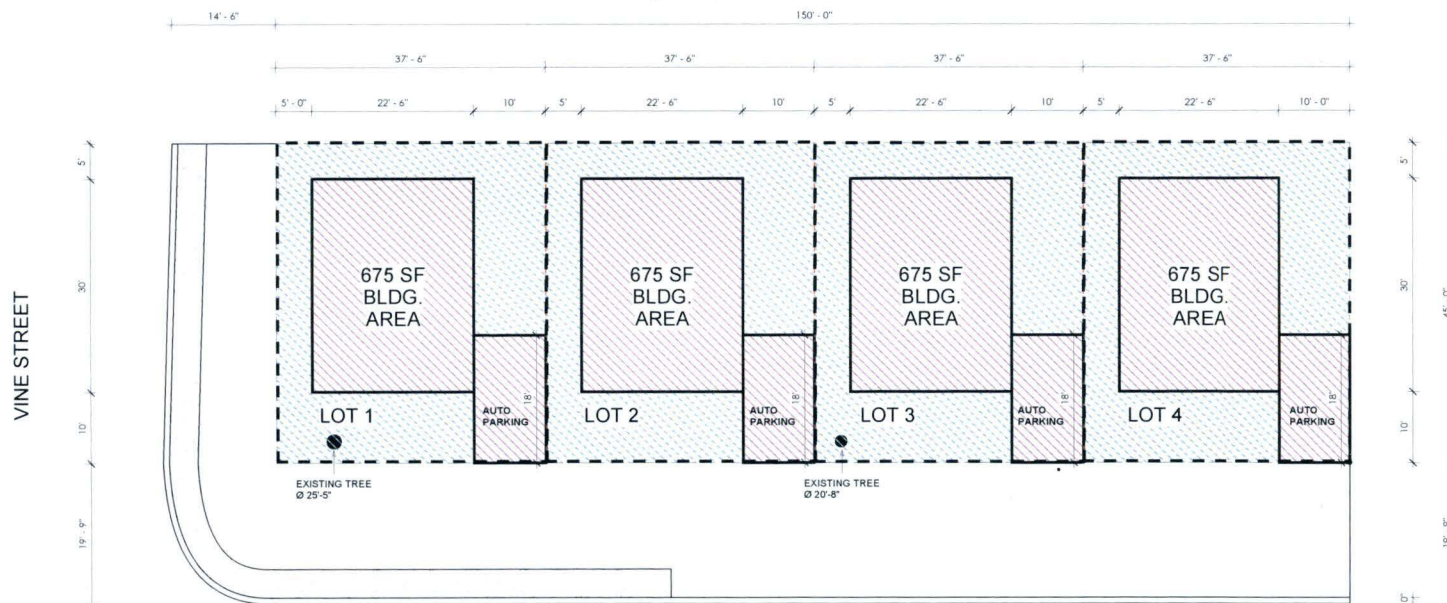 14' - 6"
150' - 0"
37' - 6"
37' - 6"
37' - 6"
37' - 6"
5' - 0"
22' - 6"
10'
5'
22' - 6"
10'
5'
22' - 6"
10'
5'
22' - 6"
10' - 0"
5'
30'
10'
19' - 9"
VINE STREET
675 SF
BLDG.
AREA
LOT 1
18'
AUTO
PARKING
EXISTING TREE
Ø 25'-5"
675 SF
BLDG.
AREA
LOT 2
18'
AUTO
PARKING
675 SF
BLDG.
AREA
LOT 3
18'
AUTO
PARKING
EXISTING TREE
Ø 20'-8"
675 SF
BLDG.
AREA
LOT 4
18'
AUTO
PARKING
5'
30'
10'
45' - 0"
19' - 9"